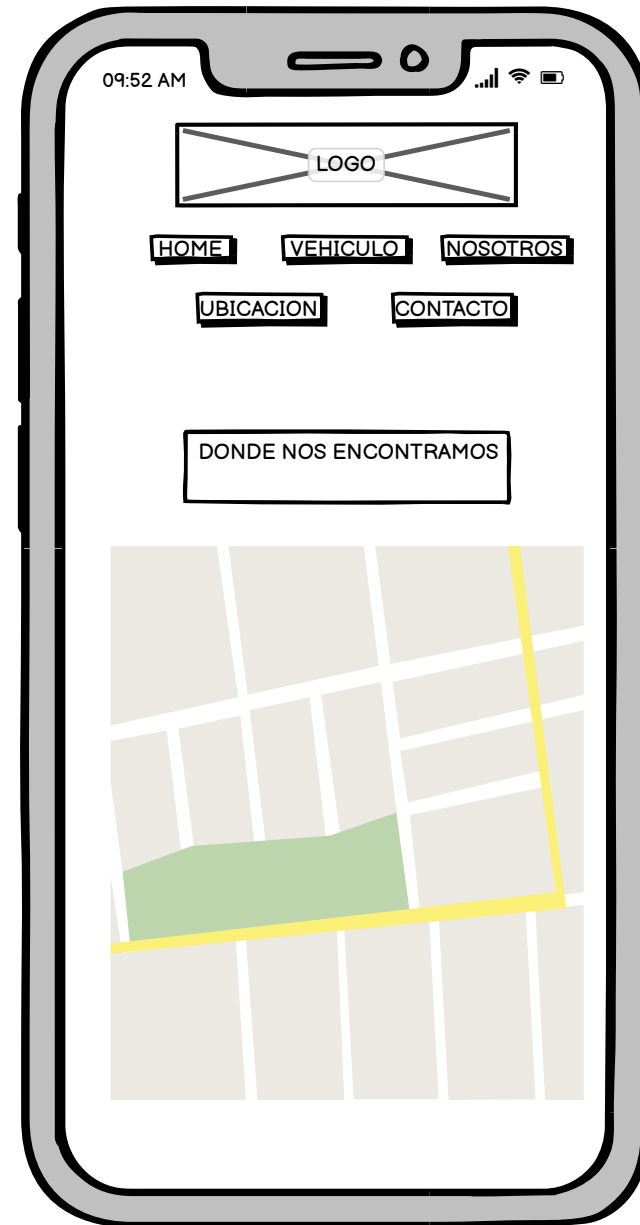 09:52 AM
LOGO
HOME VEHICULO NOSOTROS
UBICACION CONTACTO
DONDE NOS ENCONTRAMOS